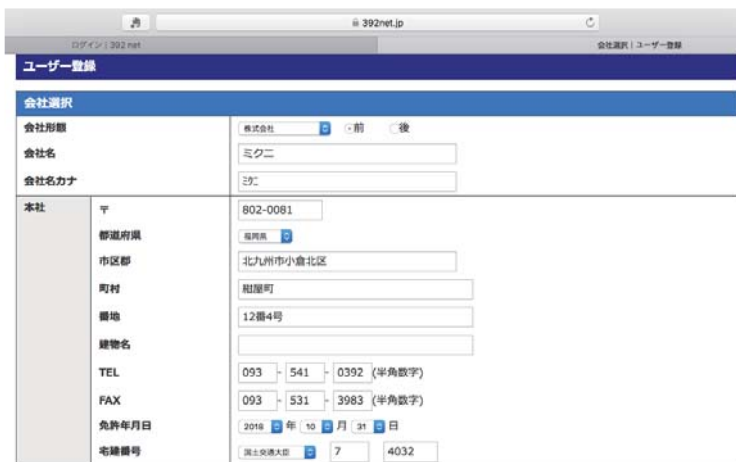 392net.jp
ログイン | 392 net
会社選択 | ユーザー登録
ユーザー登録
会社選択
会社形態 株式会社 前 後
会社名 ミクニ
会社名カナ ﾐｸﾆ
本社 〒 802-0081
都道府県 福岡県
市区郡 北九州市小倉北区
町村 紺屋町
番地 12番4号
建物名
TEL 093 - 541 - 0392 (半角数字)
FAX 093 - 531 - 3983 (半角数字)
免許年月日 2018 年 10 月 31 日
宅建番号 国土交通大臣 7 4032